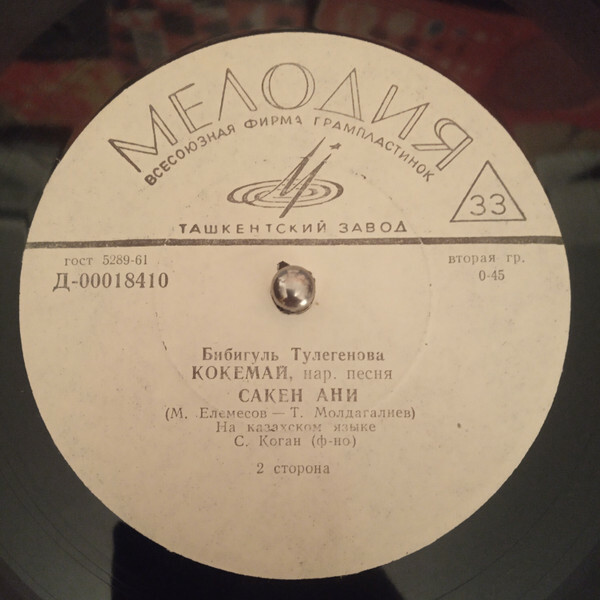 МЕЛОДИЯ
ВСЕСОЮЗНАЯ ФИРМА ГРАМПЛАСТИНОК
33
ТАШКЕНТСКИЙ ЗАВОД
гост 5289-61
Д-00018410
вторая гр.
0-45
Бибигуль Тулегенова
КОКЕМАЙ, нар. песня
САКЕН АНИ
(М. Елемесов — Т. Молдагалиев)
На казахском языке
С. Коган (ф-но)
2 сторона